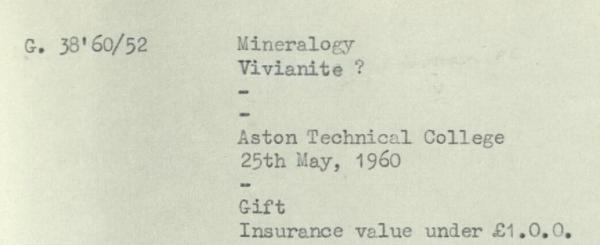 G. 38'60/52 Mineralogy
Vivianite ?
-
-
Aston Technical College
25th May, 1960
-
Gift
Insurance value under £1.0.0.